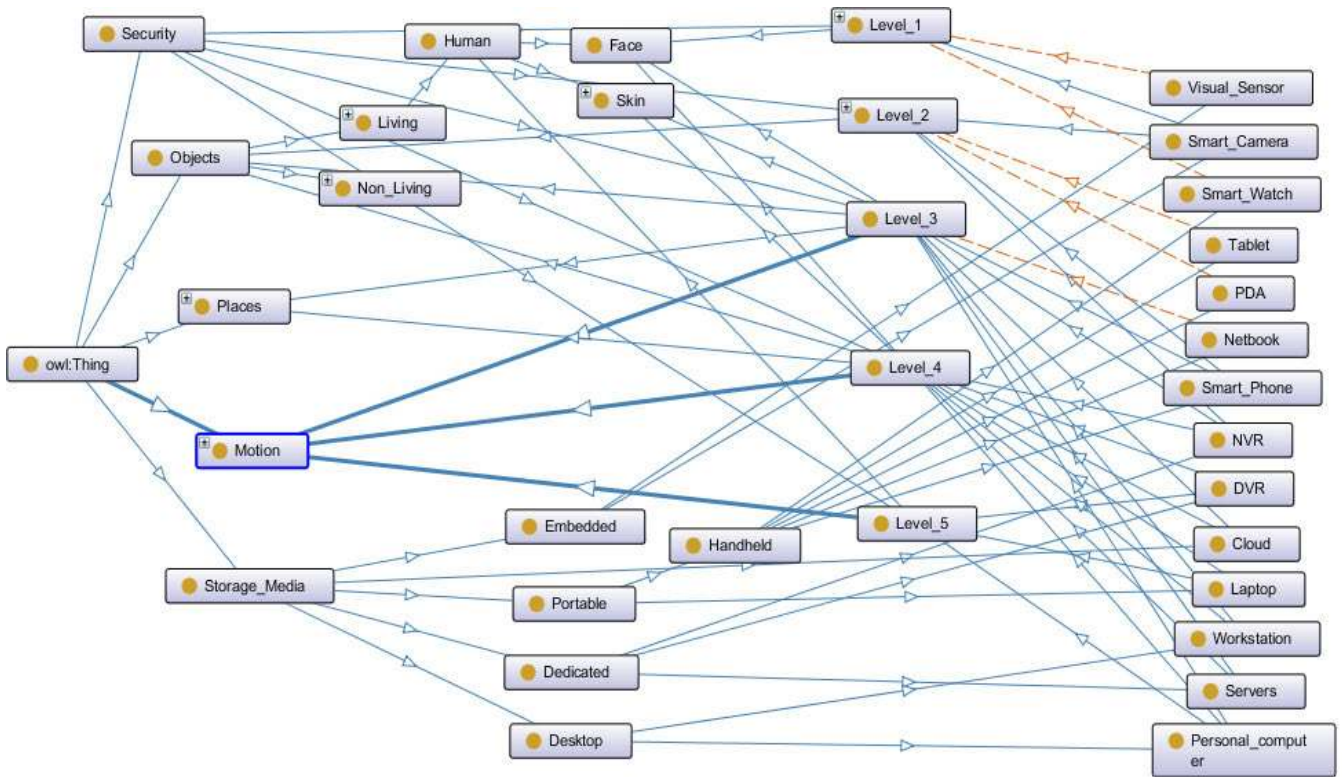 Security
Human
Face
Level_1
Visual_Sensor
Skin
Living
Level_2
Smart_Camera
Objects
Non_Living
Smart_Watch
Level_3
Tablet
Places
PDA
Netbook
owl:Thing
Level_4
Smart_Phone
Motion
NVR
DVR
Embedded
Level_5
Handheld
Cloud
Storage_Media
Portable
Laptop
Workstation
Dedicated
Servers
Desktop
Personal_comput
er